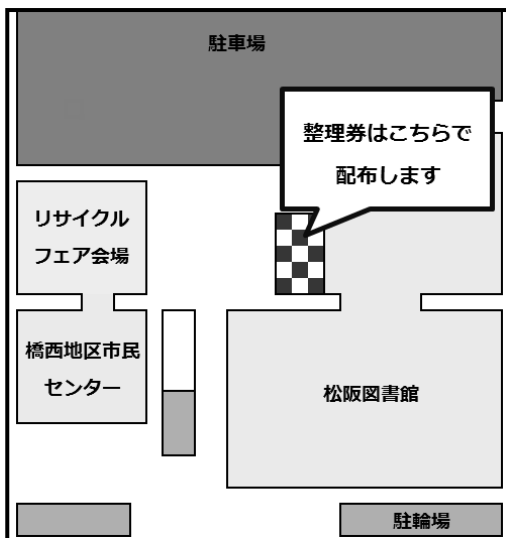 駐車場
整理券はこちらで
配布します
リサイクル
フェア会場
橋西地区市民
センター
松阪図書館
駐輪場